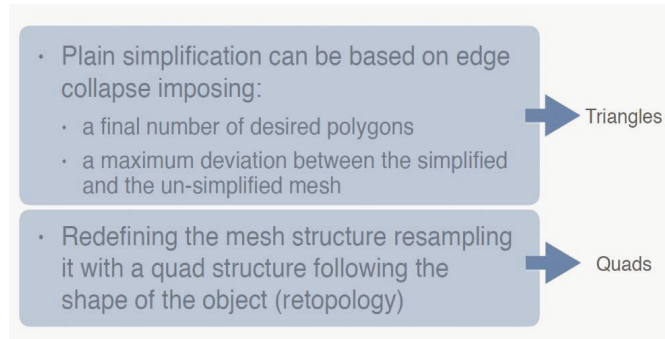 · Plain simplification can be based on edge
collapse imposing:
· a final number of desired polygons
· a maximum deviation between the simplified
and the un-simplified mesh
Triangles
· Redefining the mesh structure resampling
it with a quad structure following the
shape of the object (retopology)
Quads